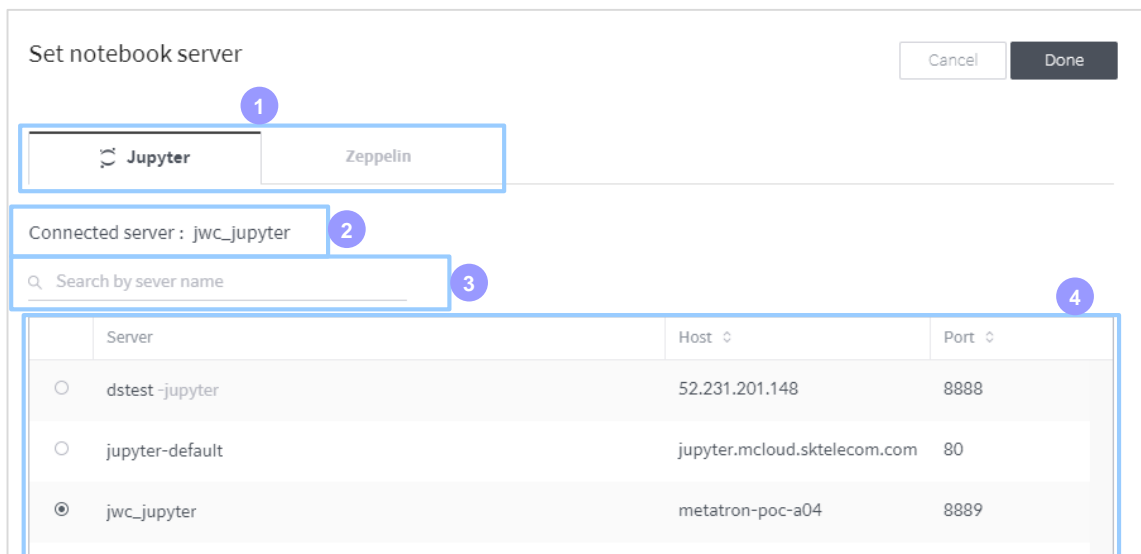 Set notebook server
Cancel
Done
1
Jupyter
Zeppelin
Connected server : jwc_jupyter
2
Search by sever name
3
4
Server
Host
Port
dstest -jupyter
52.231.201.148
8888
jupyter-default
jupyter.mcloud.sktelecom.com
80
jwc_jupyter
metatron-poc-a04
8889